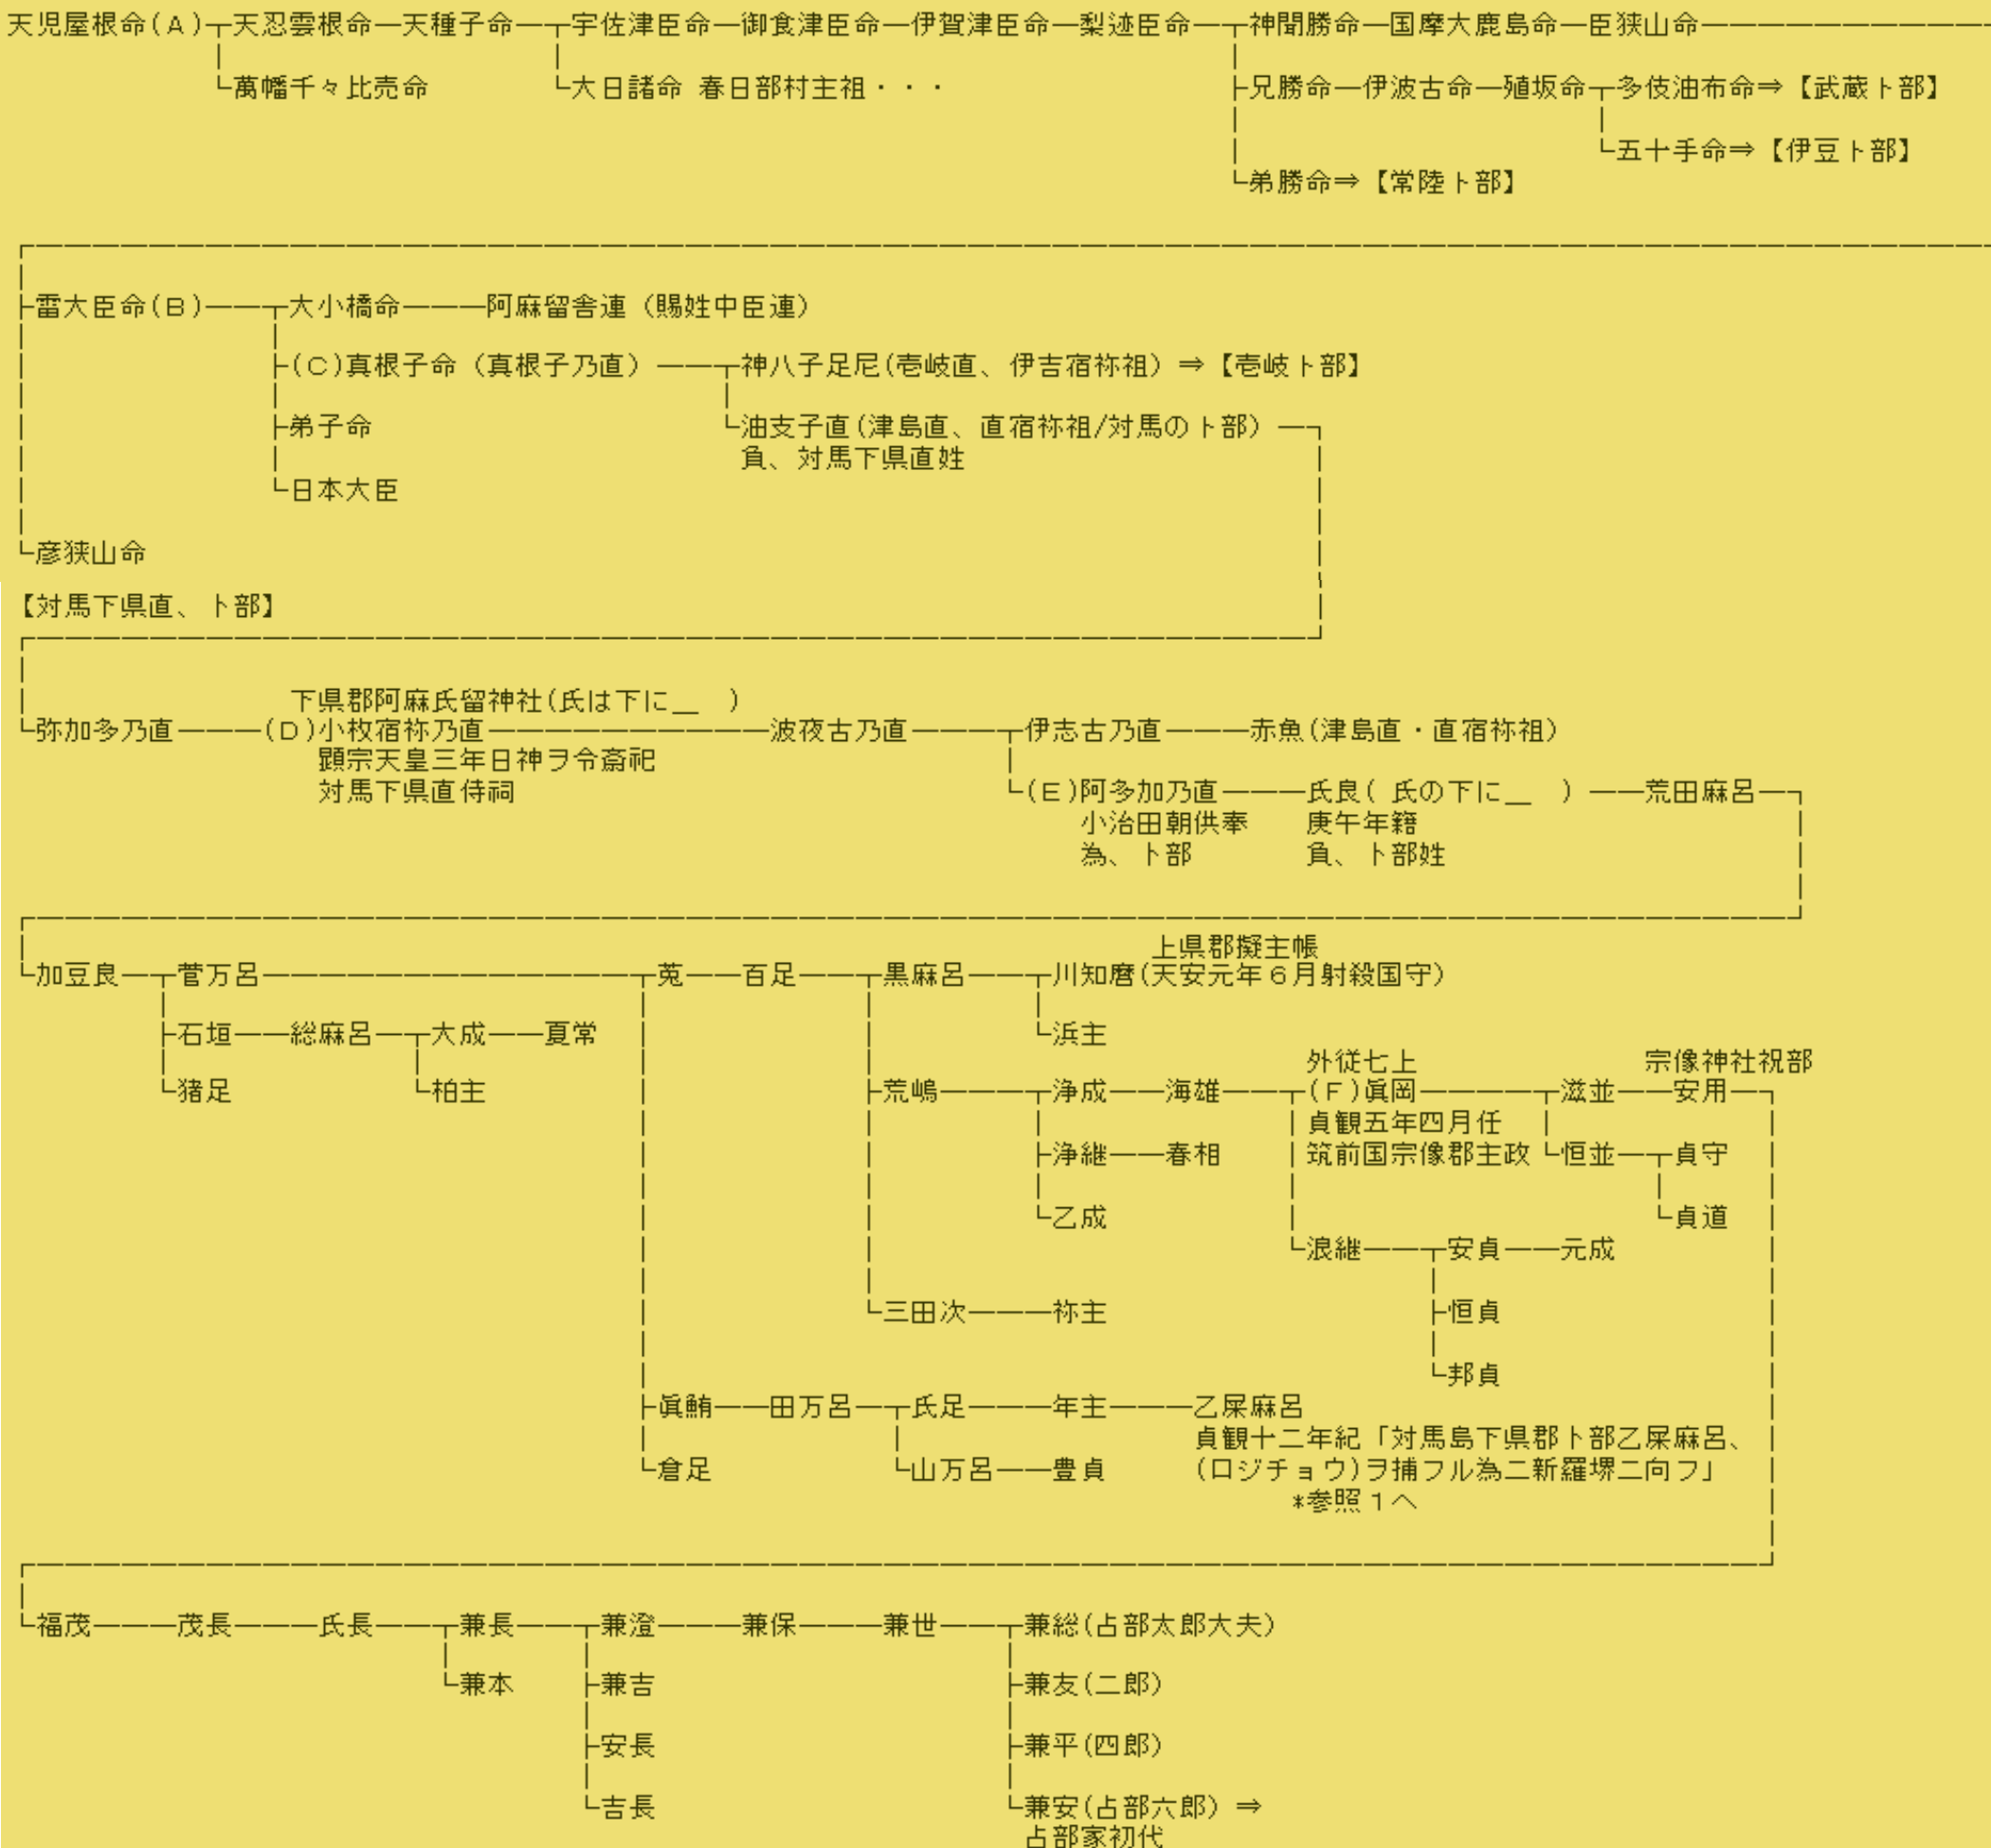 天児屋根命(A)┬天忍雲根命―天種子命―┬宇佐津臣命―御食津臣命―伊賀津臣命―梨迹臣命―┬神聞勝命―国摩大鹿島命―臣狭山命――――――――――
└萬幡千々比売命 └大日諸命 春日部村主祖・・・ ├兄勝命―伊波古命―殖坂命┬多伎油布命⇒【武蔵卜部】
└五十手命⇒【伊豆卜部】
└弟勝命⇒【常陸卜部】
├雷大臣命(B)――┬大小橋命―――阿麻留舎連(賜姓中臣連)
├(C)真根子命(真根子乃直)――┬神八子足尼(壱岐直、伊吉宿祢祖)⇒【壱岐卜部】
├弟子命 └油支子直(津島直、直宿祢祖/対馬の卜部)―┐
負、対馬下県直姓
└日本大臣
└彦狭山命
【対馬下県直、卜部】
下県郡阿麻氐留神社(氏は下に__ )
└弥加多乃直―――(D)小枚宿祢乃直――――――――――波夜古乃直―――┬伊志古乃直―――赤魚(津島直・直宿祢祖)
顕宗天皇三年日神ヲ令斎祀
対馬下県直侍祠 └(E)阿多加乃直―――氏良( 氏の下に__ )――荒田麻呂―┐
小治田朝供奉 庚午年籍
為、卜部 負、卜部姓
上県郡擬主帳
└加豆良―┬菅万呂―――――――――――――┬菟――百足――┬黒麻呂――┬川知麿(天安元年6月射殺国守)
├石垣――総麻呂―┬大成――夏常 └浜主
外従七上 宗像神社祝部
└猪足 └柏主 ├荒嶋―――┬浄成――海雄――┬(F)眞岡――――┬滋並――安用―┐
貞観五年四月任
├浄継――春相 筑前国宗像郡主政 └恒並―┬貞守
└乙成 └貞道
└浪継――┬安貞――元成
└三田次―――祢主 ├恒貞
└邦貞
├眞鮪――田万呂―┬氏足―――年主―――乙屎麻呂
貞観十二年紀「対馬島下県郡卜部乙屎麻呂、
└倉足 └山万呂――豊貞 (ロジチョウ)ヲ捕フル為ニ新羅堺ニ向フ」
*参照1へ
└福茂―――茂長―――氏長――┬兼長――┬兼澄―――兼保―――兼世――┬兼総(占部太郎大夫)
└兼本 ├兼吉 ├兼友(二郎)
├安長 ├兼平(四郎)
└吉長 └兼安(占部六郎)⇒
占部家初代